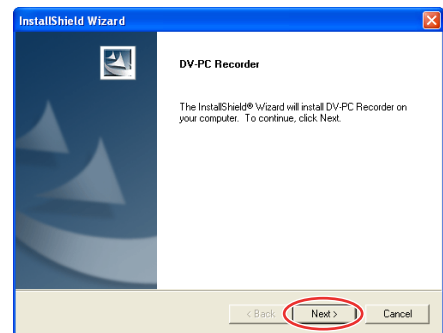 InstallShield Wizard
DV-PC Recorder
The InstallShield® Wizard will install DV-PC Recorder on
your computer. To continue, click Next.
< Back Next > Cancel